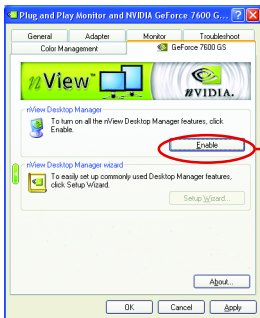 Plug and Play Monitor and NVIDIA GeForce 7600 G...
General
Adapter
Monitor
Troubleshoot
Color Management
GeForce 7600 GS
nView™
NVIDIA.
nView Desktop Manager
To turn on all the nView Desktop Manager features, click
Enable.
Enable
nView Desktop Manager wizard
To easily set up commonly used Desktop Manager features,
click Setup Wizard.
Setup Wizard...
About...
OK
Cancel
Apply